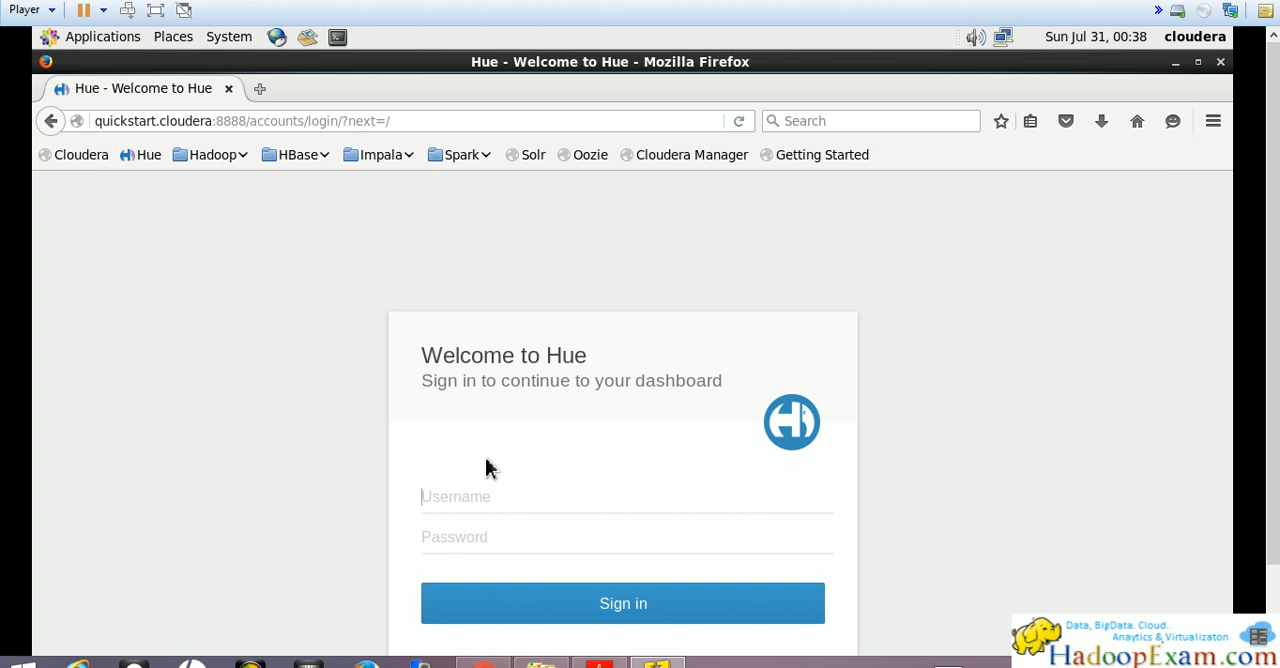 Player
Applications Places System Sun Jul 31, 00:38 cloudera
Hue - Welcome to Hue - Mozilla Firefox
Hue - Welcome to Hue
quickstart.cloudera:8888/accounts/login/?next=/ Search
Cloudera Hue Hadoop HBase Impala Spark Solr Oozie Cloudera Manager Getting Started
Welcome to Hue
Sign in to continue to your dashboard
Username
Password
Sign in
Data, BigData. Cloud.
Anaytics & Virtualizaton
HadoopExam.com